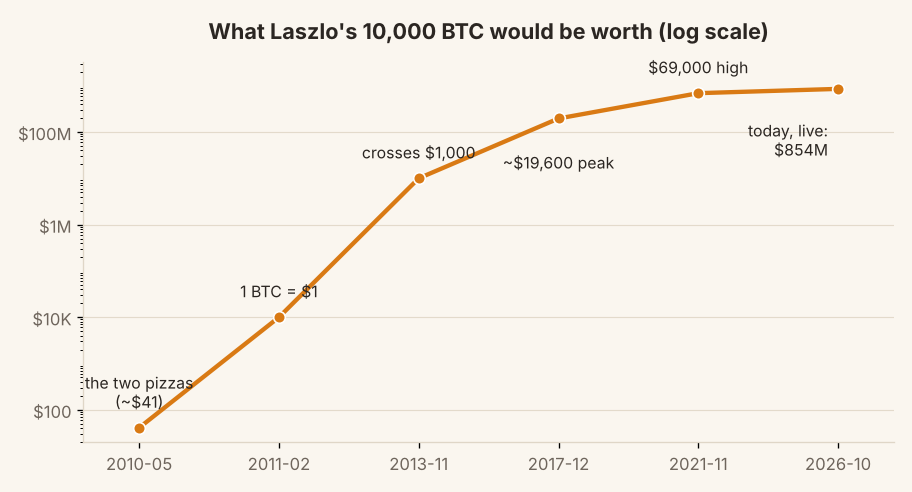 What Laszlo's 10,000 BTC would be worth (log scale)
$69,000 high
$100M
today, live:
$854M
crosses $1,000
~$19,600 peak
$1M
1 BTC = $1
$10K
the two pizzas
(~$41)
$100
2010-05
2011-02
2013-11
2017-12
2021-11
2026-10